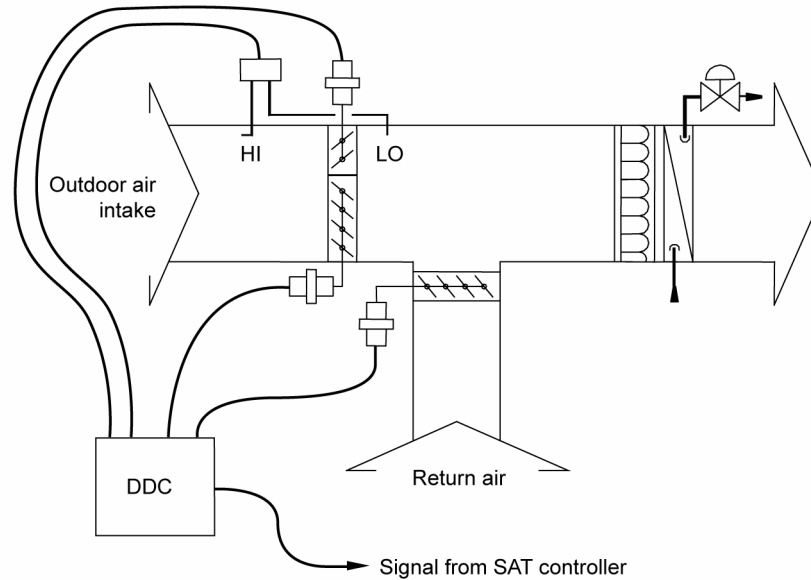 HI
LO
Outdoor air
intake
Return air
DDC
Signal from SAT controller